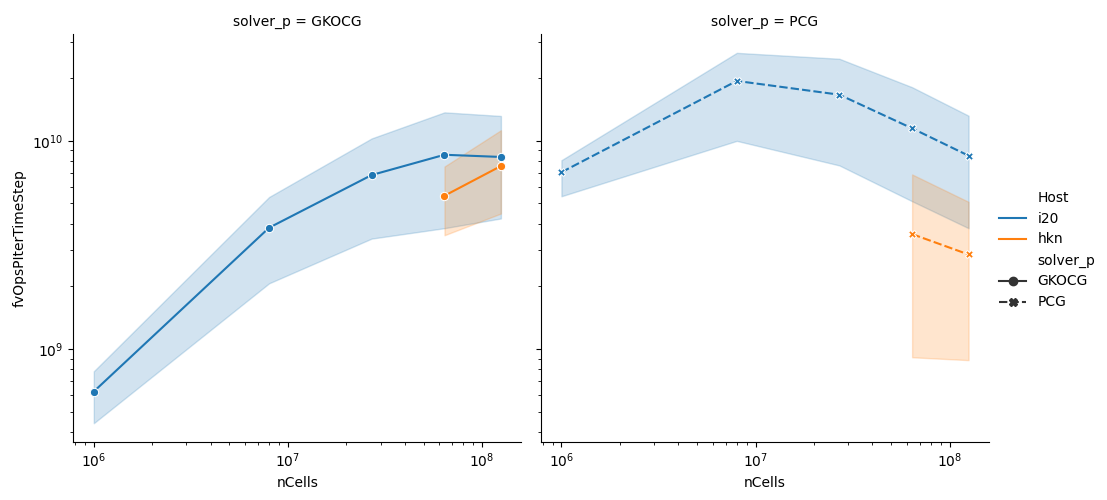 solver_p = GKOCG
solver_p = PCG
fvOpsPIterTimeStep
10^10
10^9
10^6
10^7
10^8
nCells
10^6
10^7
10^8
nCells
Host
i20
hkn
solver_p
GKOCG
PCG